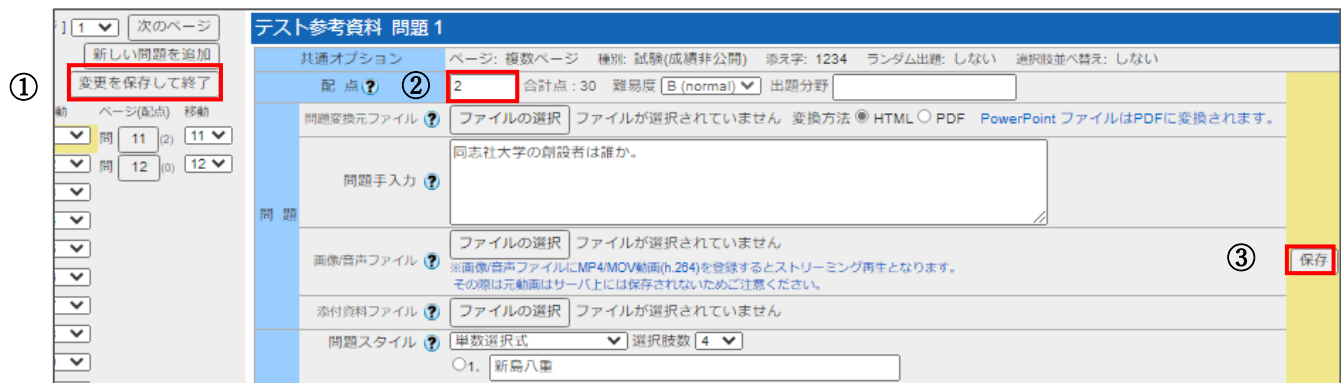 ] 1 次のページ
新しい問題を追加
① 変更を保存して終了
動 ページ(配点) 移動
問 11 (2) 11
問 12 (0) 12
テスト参考資料 問題 1
共通オプション ページ: 複数ページ 種別: 試験(成績非公開) 添え字: 1234 ランダム出題: しない 選択肢並べ替え: しない
配 点 ? ② 2 合計点 : 30 難易度 B (normal) 出題分野
問題変換元ファイル ? ファイルの選択 ファイルが選択されていません 変換方法 HTML PDF PowerPoint ファイルはPDFに変換されます。
問 題
問題手入力 ? 同志社大学の創設者は誰か。
画像/音声ファイル ? ファイルの選択 ファイルが選択されていません
※画像/音声ファイルにMP4/MOV動画(h.264)を登録するとストリーミング再生となります。
その際は元動画はサーバ上には保存されないためご注意ください。
③ 保存
添付資料ファイル ? ファイルの選択 ファイルが選択されていません
問題スタイル ? 単数選択式 選択肢数 4
1. 新島八重